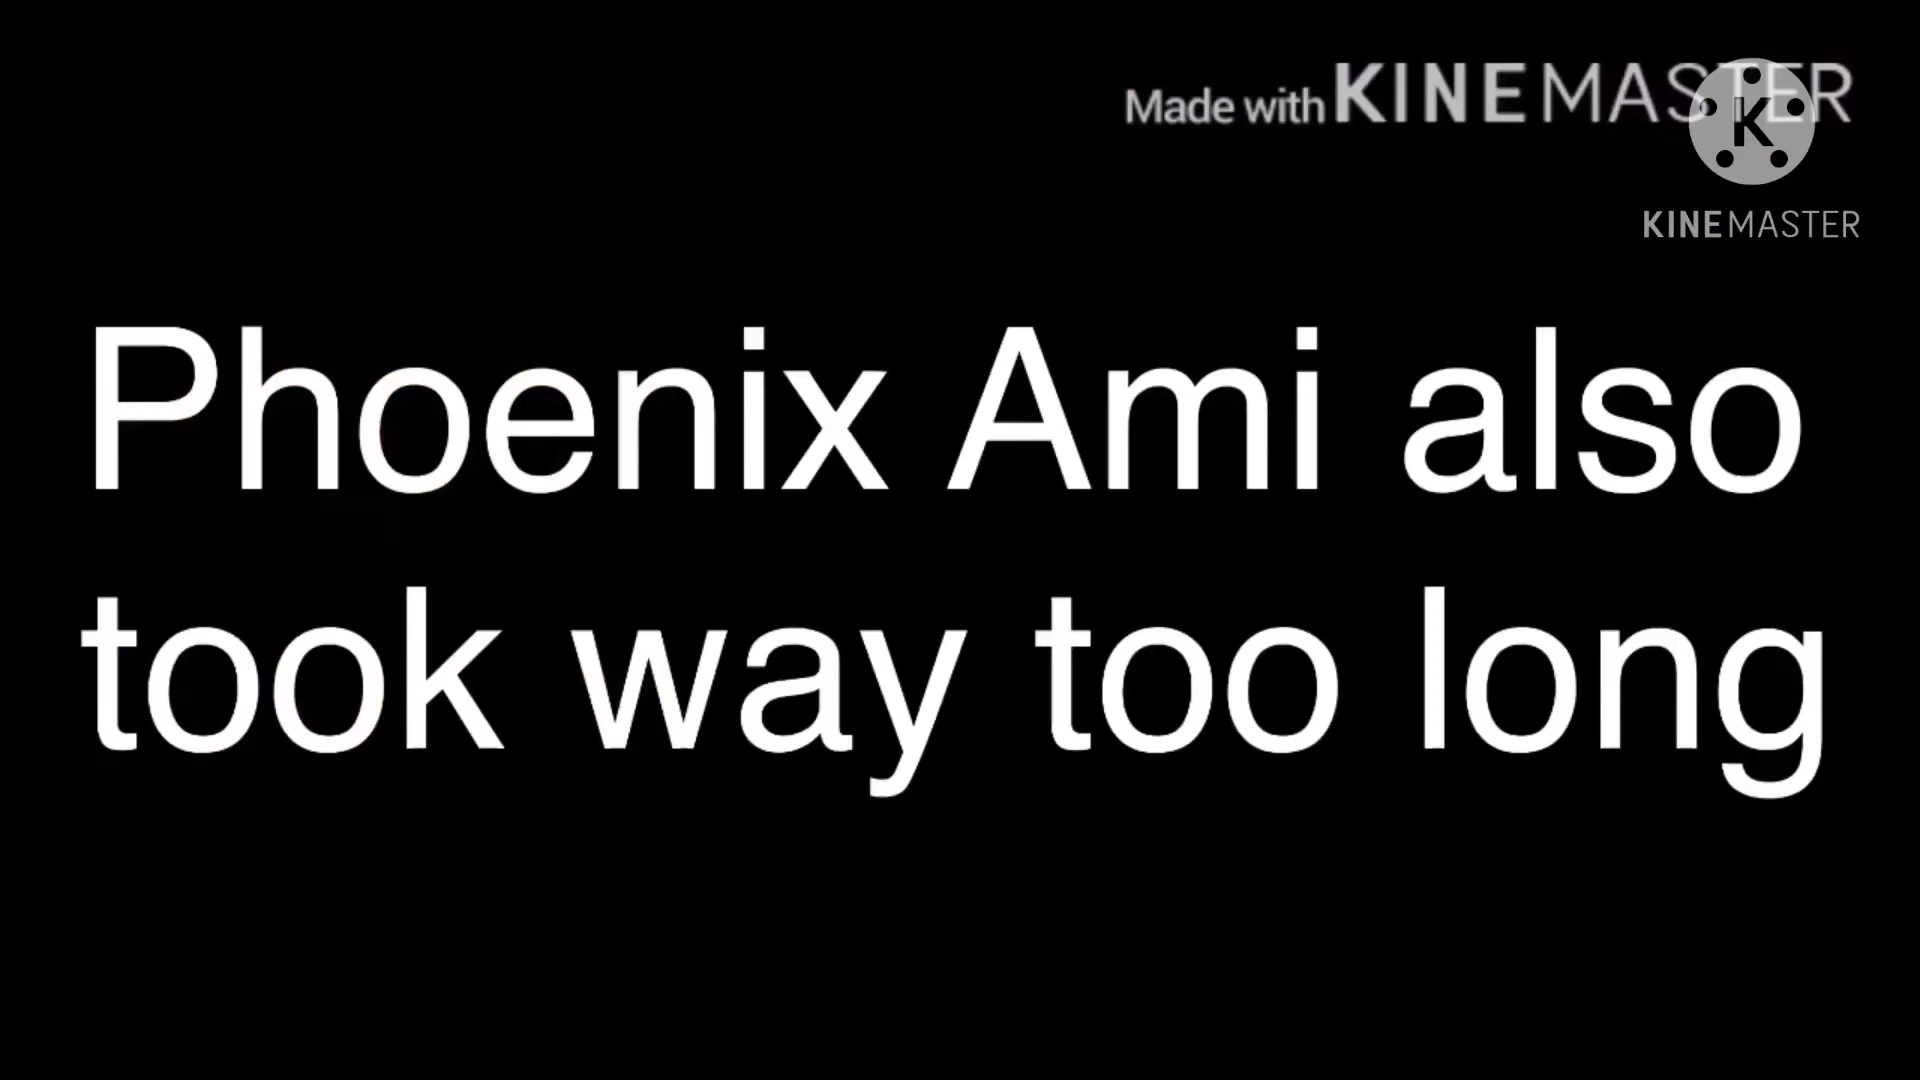 Made with KINEMASTER
K
KINEMASTER
Phoenix Ami also
took way too long